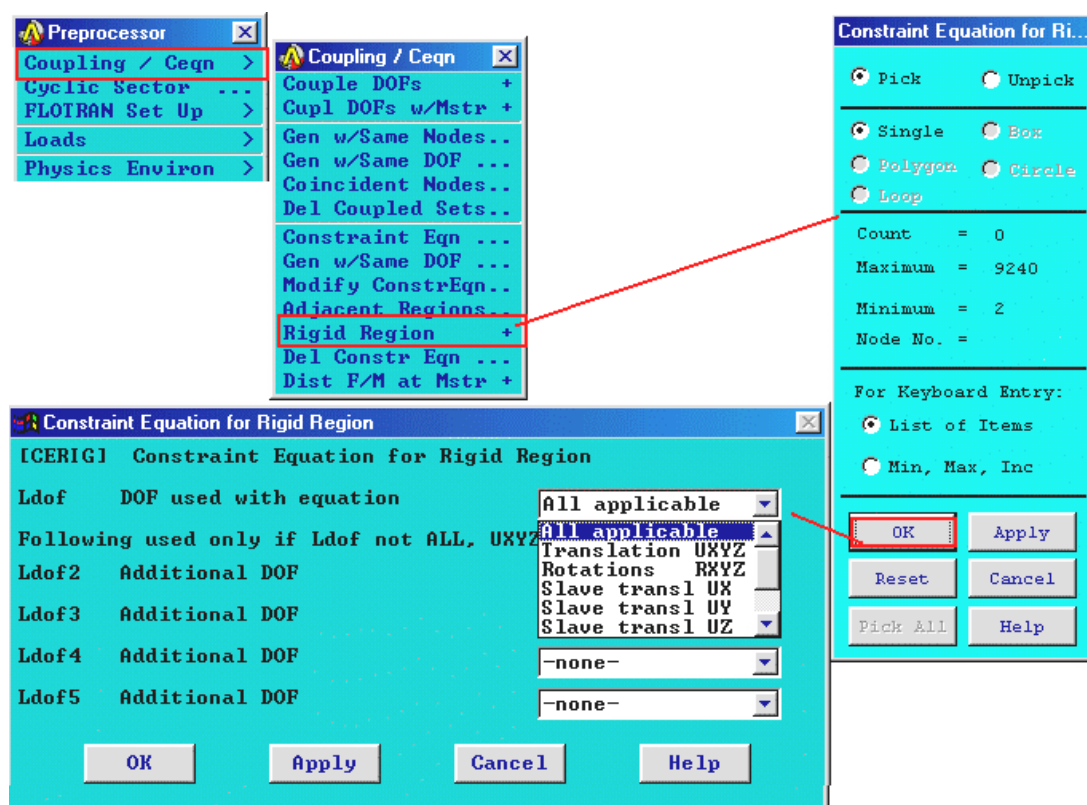 Preprocessor
Coupling / Ceqn >
Cyclic Sector ...
FLOTRAN Set Up >
Loads >
Physics Environ >
Coupling / Ceqn
Couple DOFs +
Cupl DOFs w/Mstr +
Gen w/Same Nodes..
Gen w/Same DOF ...
Coincident Nodes..
Del Coupled Sets..
Constraint Eqn ...
Gen w/Same DOF ...
Modify ConstrEqn..
Adjacent Regions..
Rigid Region +
Del Constr Eqn ...
Dist F/M at Mstr +
Constraint Equation for Ri...
Pick Unpick
Single Box
Polygon Circle
Loop
Count = 0
Maximum = 9240
Minimum = 2
Node No. =
For Keyboard Entry:
List of Items
Min, Max, Inc
OK Apply
Reset Cancel
Pick All Help
Constraint Equation for Rigid Region
[CERIG] Constraint Equation for Rigid Region
Ldof DOF used with equation All applicable
Following used only if Ldof not ALL, UXYZ
All applicable
Translation UXYZ
Rotations RXYZ
Slave transl UX
Slave transl UY
Slave transl UZ
Ldof2 Additional DOF
Ldof3 Additional DOF
Ldof4 Additional DOF -none-
Ldof5 Additional DOF -none-
OK Apply Cancel Help